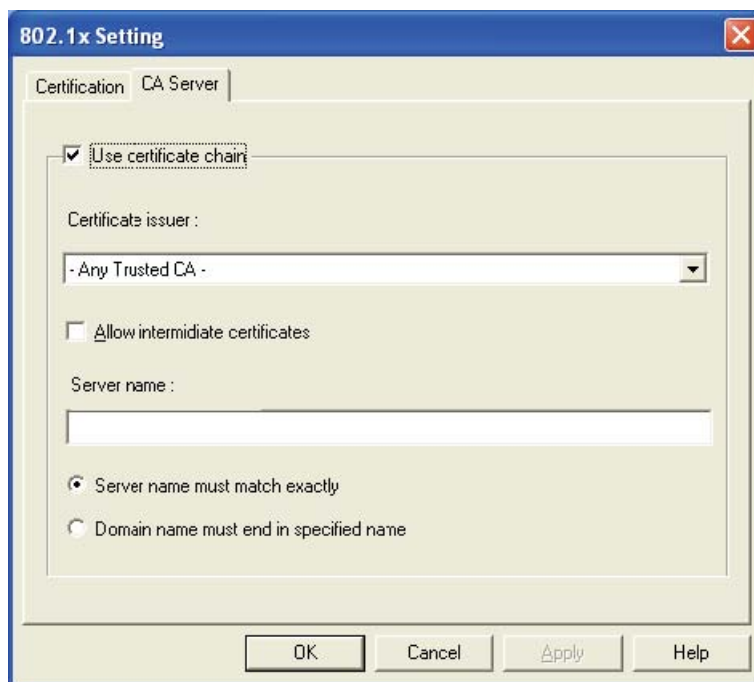 802.1x Setting
Certification CA Server
Use certificate chain
Certificate issuer :
- Any Trusted CA -
Allow intermidiate certificates
Server name :
Server name must match exactly
Domain name must end in specified name
OK Cancel Apply Help